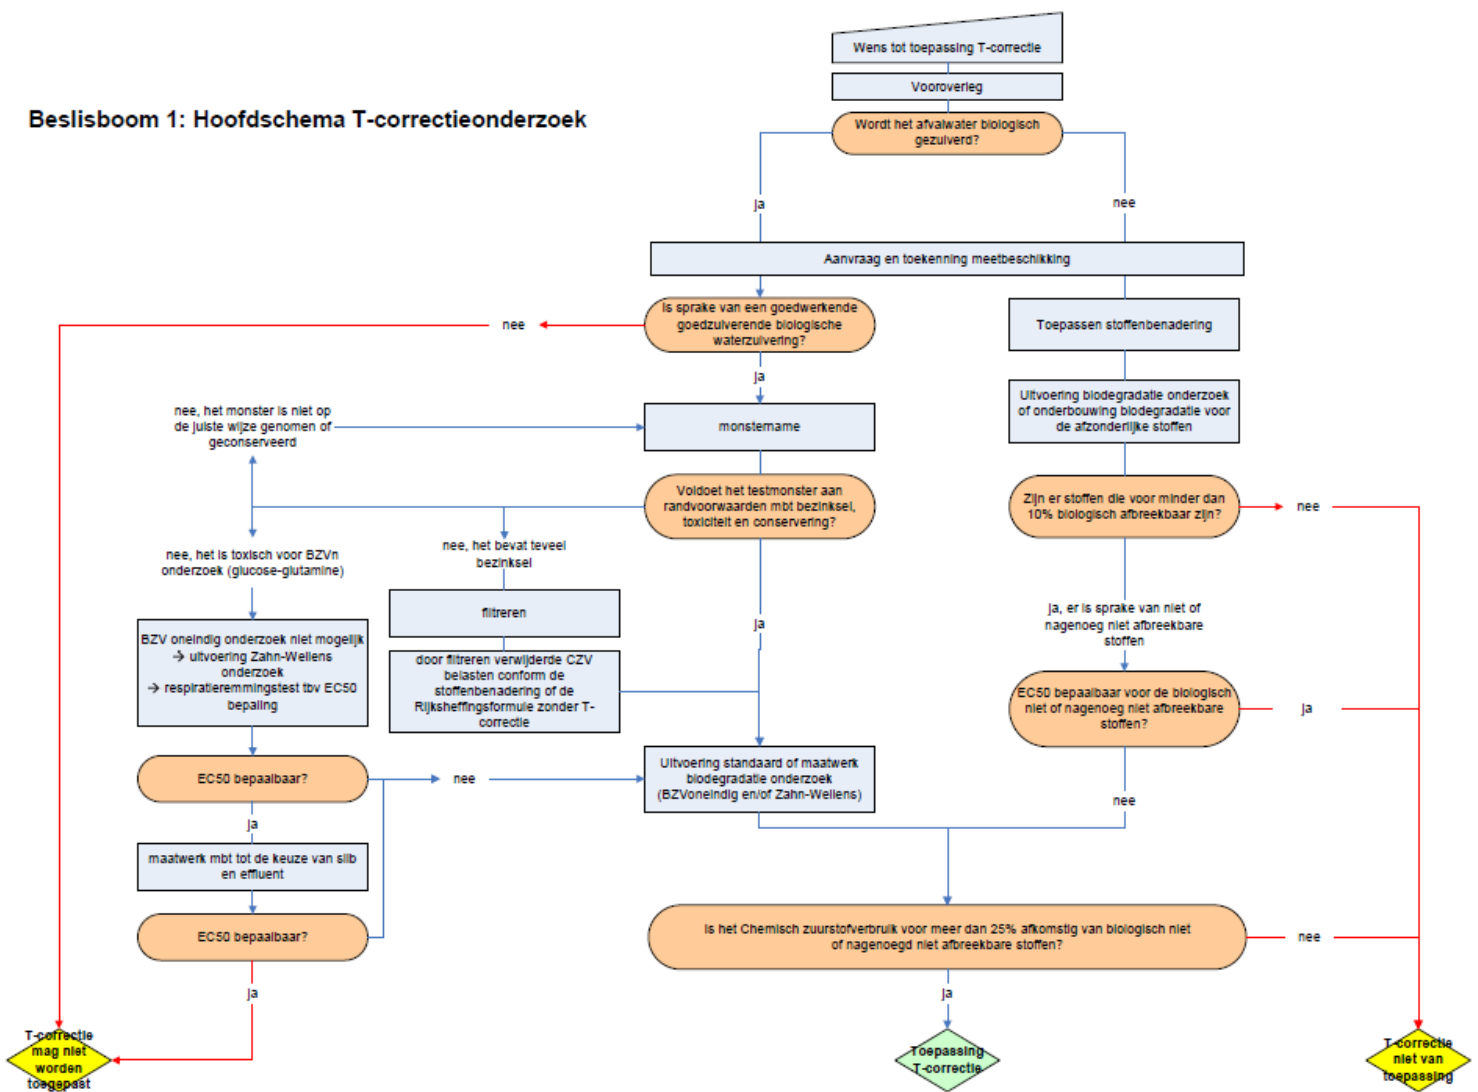 Wens tot toepassing T-correctie
Vooroverleg
Beslisboom 1: Hoofdschema T-correctieonderzoek
Wordt het afvalwater biologisch
gezuiverd?
ja
nee
Aanvraag en toekenning meetbeschikking
Is sprake van een goedwerkende
goedzuiverende biologische
waterzuivering?
nee
Toepassen stoffenbenadering
ja
nee, het monster is niet op
de juiste wijze genomen of
geconserveerd
monstername
Uitvoering biodegradatie onderzoek
of onderbouwing biodegradatie voor
de afzonderlijke stoffen
Voldoet het testmonster aan
randvoorwaarden mbt bezinksel,
toxiciteit en conservering?
Zijn er stoffen die voor minder dan
10% biologisch afbreekbaar zijn?
nee
nee, het is toxisch voor BZVn
onderzoek (glucose-glutamine)
nee, het bevat teveel
bezinksel
filtreren
ja
ja, er is sprake van niet of
nagenoeg niet afbreekbare
stoffen
BZV oneindig onderzoek niet mogelijk
→ uitvoering Zahn-Wellens
onderzoek
→ respiratieremmingstest tbv EC50
bepaling
door filtreren verwijderde CZV
belasten conform de
stoffenbenadering of de
Rijksheffingsformule zonder T-
correctie
EC50 bepaalbaar voor de biologisch
niet of nagenoeg niet afbreekbare
stoffen?
ja
EC50 bepaalbaar?
nee
Uitvoering standaard of maatwerk
biodegradatie onderzoek
(BZVoneindig en/of Zahn-Wellens)
nee
ja
maatwerk mbt tot de keuze van slib
en effluent
EC50 bepaalbaar?
Is het Chemisch zuurstofverbruik voor meer dan 25% afkomstig van biologisch niet
of nagenoegd niet afbreekbare stoffen?
nee
ja
ja
T-correctie
mag niet
worden
toegepast
Toepassing
T-correctie
T-correctie
niet van
toepassing